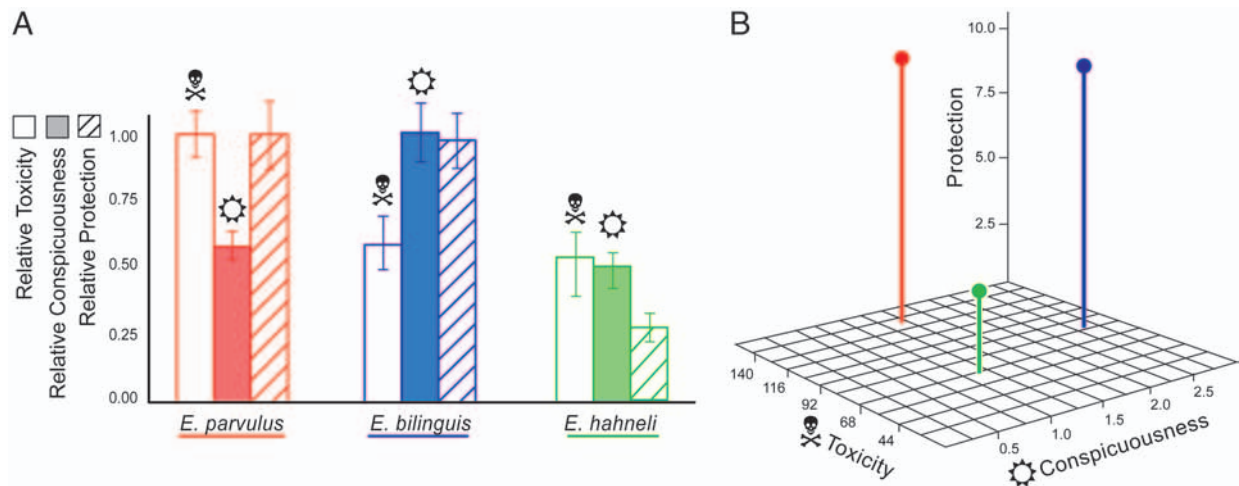 A
Relative Toxicity
Relative Conspicuousness
Relative Protection
1.00
0.75
0.50
0.25
0.00
E. parvulus
E. bilinguis
E. hahneli
B
10.0
7.5
5.0
2.5
Protection
140
116
92
68
44
Toxicity
0.5
1.0
1.5
2.0
2.5
Conspicuousness